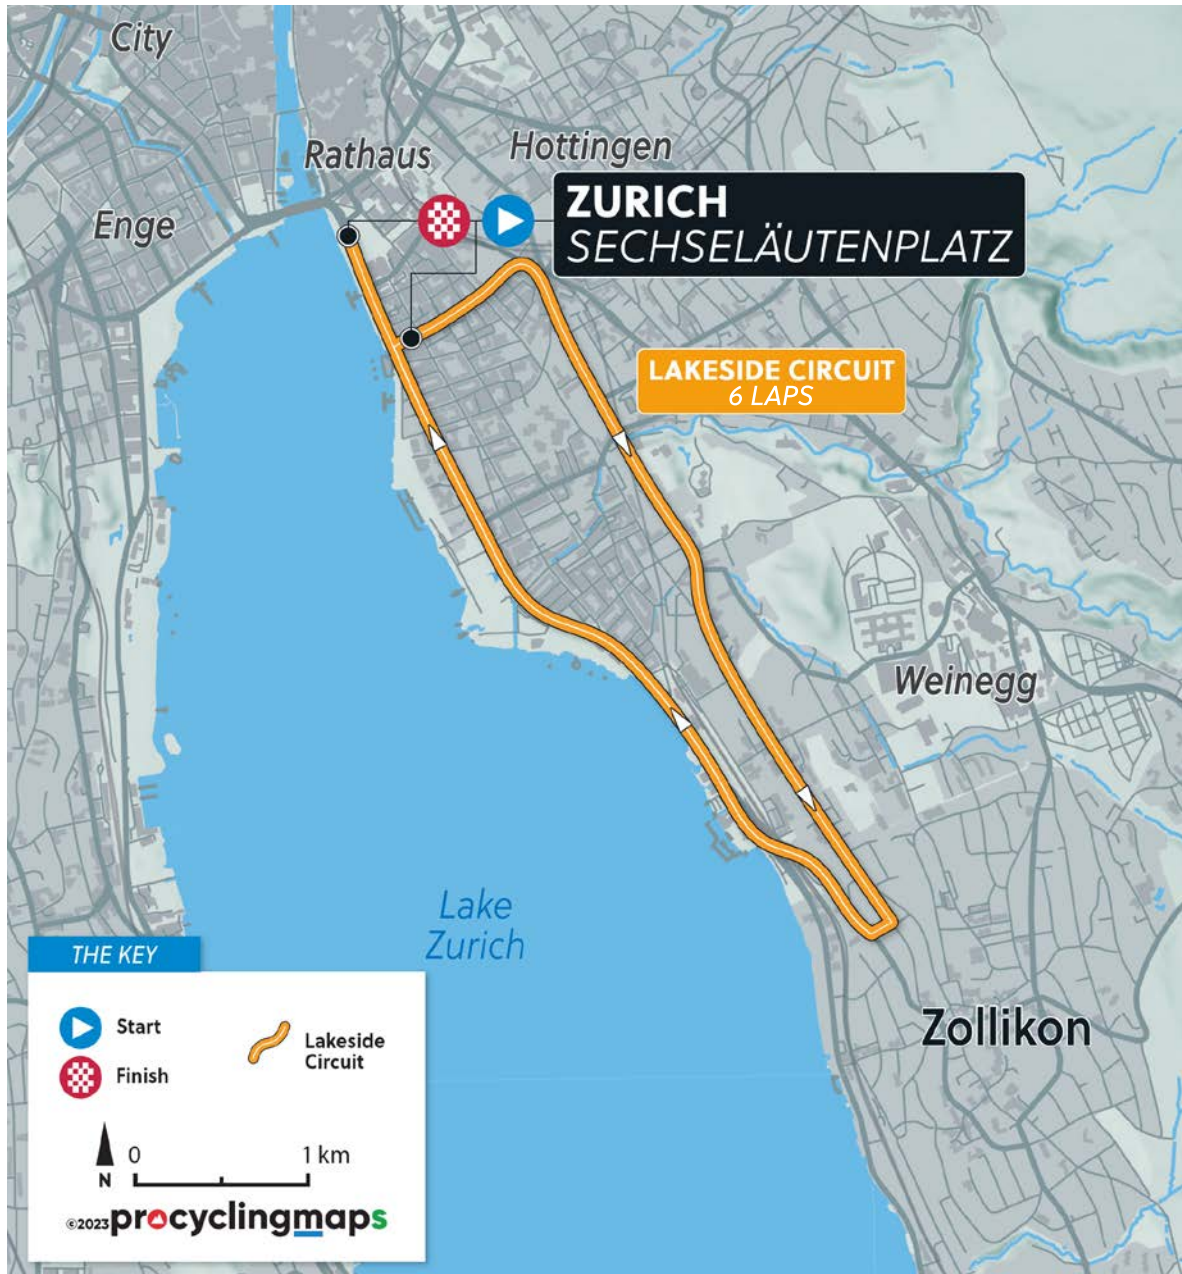 City
Rathaus
Hottingen
Enge
ZURICH
SECHSELÄUTENPLATZ
LAKESIDE CIRCUIT
6 LAPS
Weinegg
Lake
Zurich
Zollikon
THE KEY
Start
Finish
Lakeside
Circuit
N
0
1 km
©2023 procyclingmaps